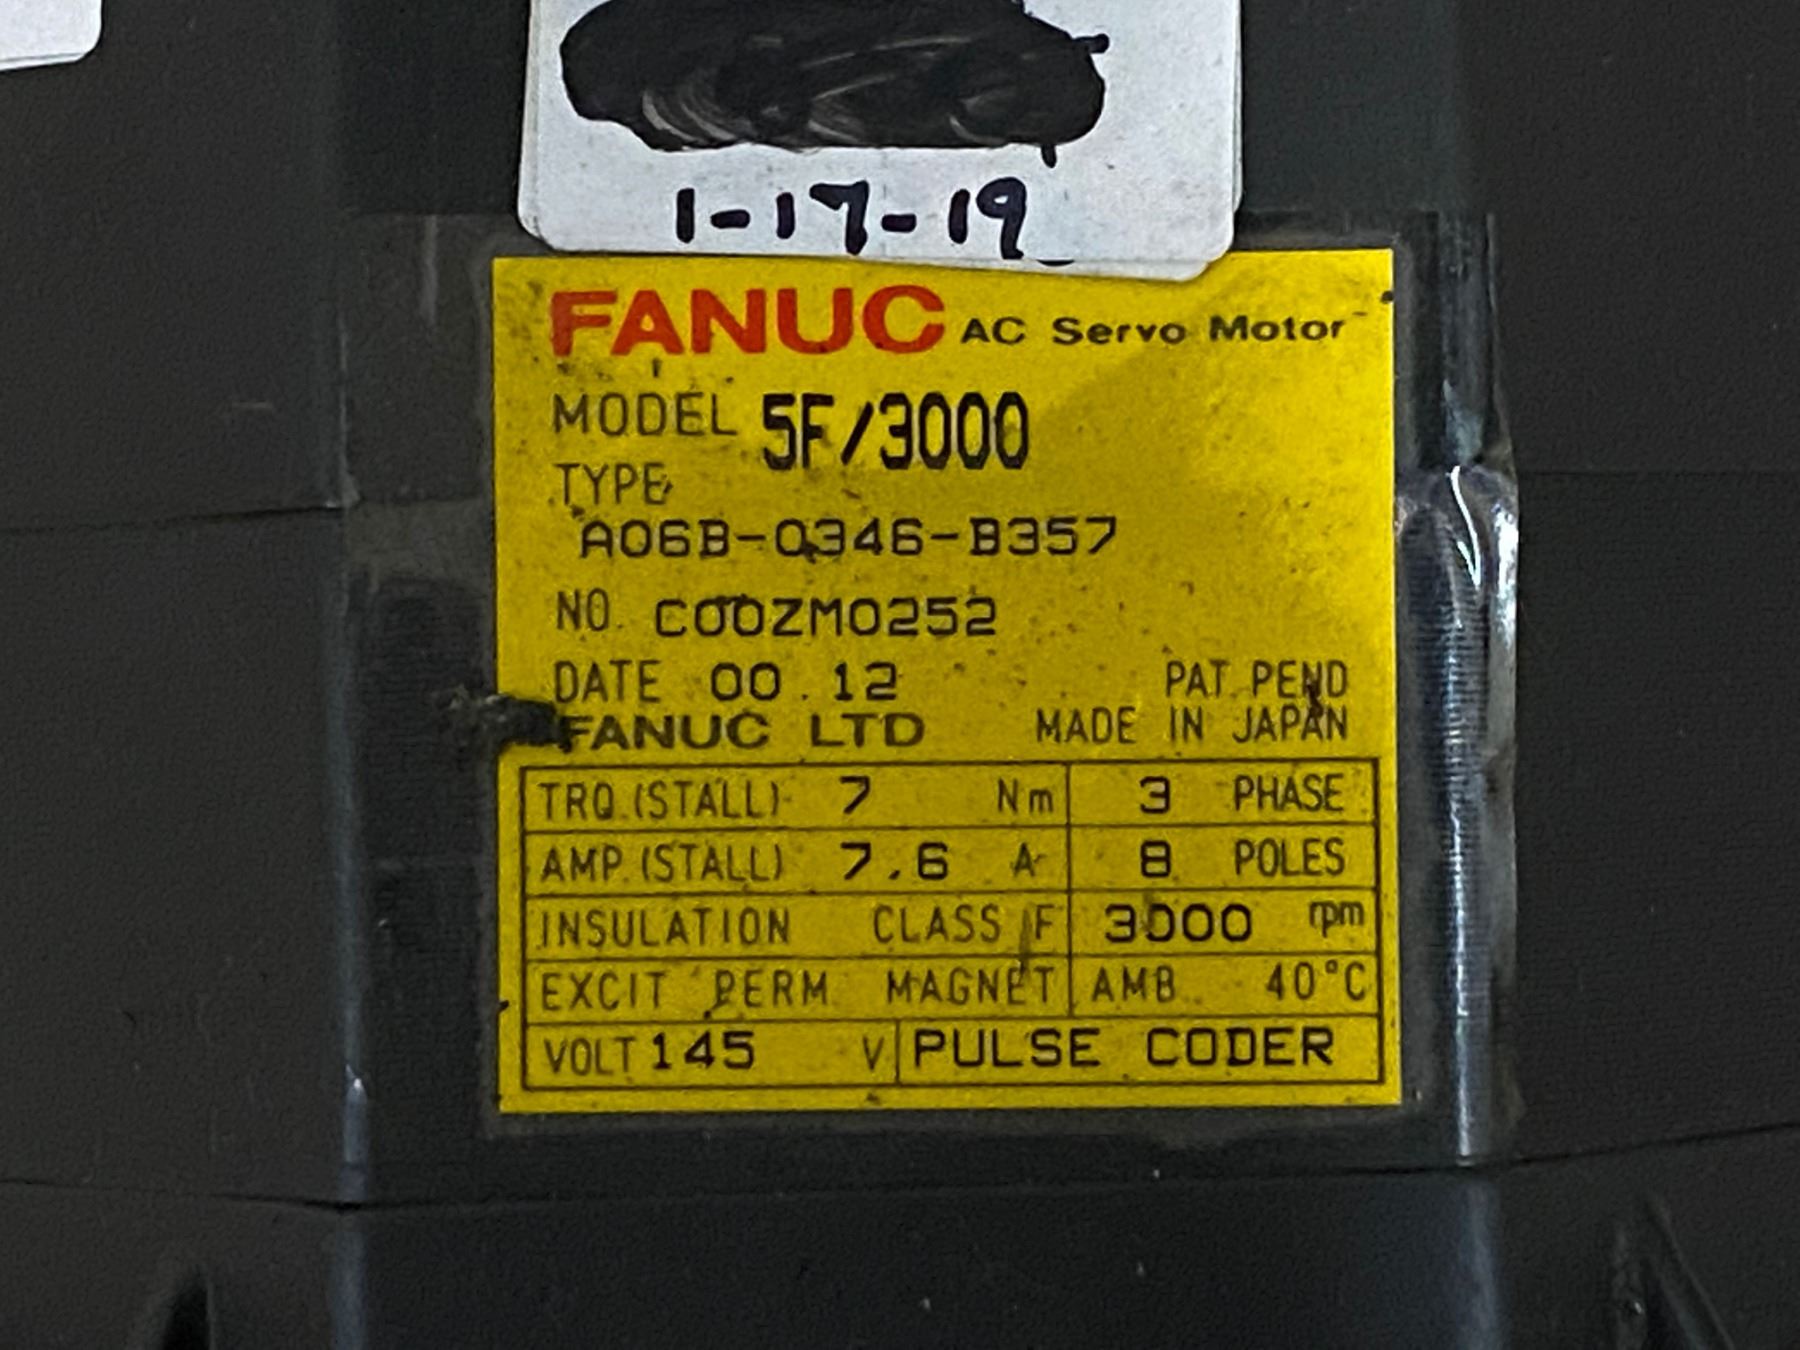 1-17-19
FANUC AC Servo Motor
MODEL 5F/3000
TYPE
A06B-0346-B357
NO. C00ZM0252
DATE 00.12 PAT. PEND
FANUC LTD MADE IN JAPAN
TRQ.(STALL) 7 Nm 3 PHASE
AMP.(STALL) 7.6 A 8 POLES
INSULATION CLASS F 3000 rpm
EXCIT PERM MAGNET AMB. 40°C
VOLT 145 V PULSE CODER